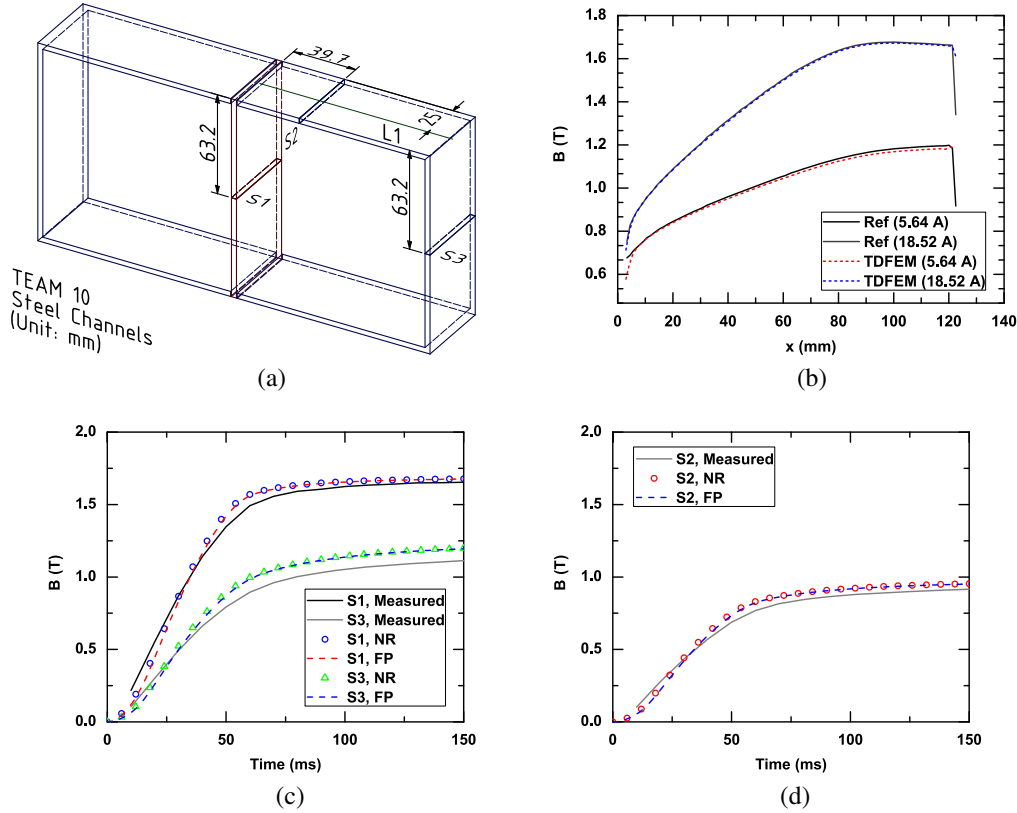 39.7
25
L1
S2
63.2
63.2
S1
S3
TEAM 10
Steel Channels
(Unit: mm)
(a)
B (T)
1.8
1.6
1.4
1.2
1.0
0.8
0.6
Ref (5.64 A)
Ref (18.52 A)
TDFEM (5.64 A)
TDFEM (18.52 A)
0 20 40 60 80 100 120 140
x (mm)
(b)
B (T)
2.0
1.5
1.0
0.5
0.0
S1, Measured
S3, Measured
S1, NR
S1, FP
S3, NR
S3, FP
0 50 100 150
Time (ms)
(c)
B (T)
2.0
1.5
1.0
0.5
0.0
S2, Measured
S2, NR
S2, FP
0 50 100 150
Time (ms)
(d)